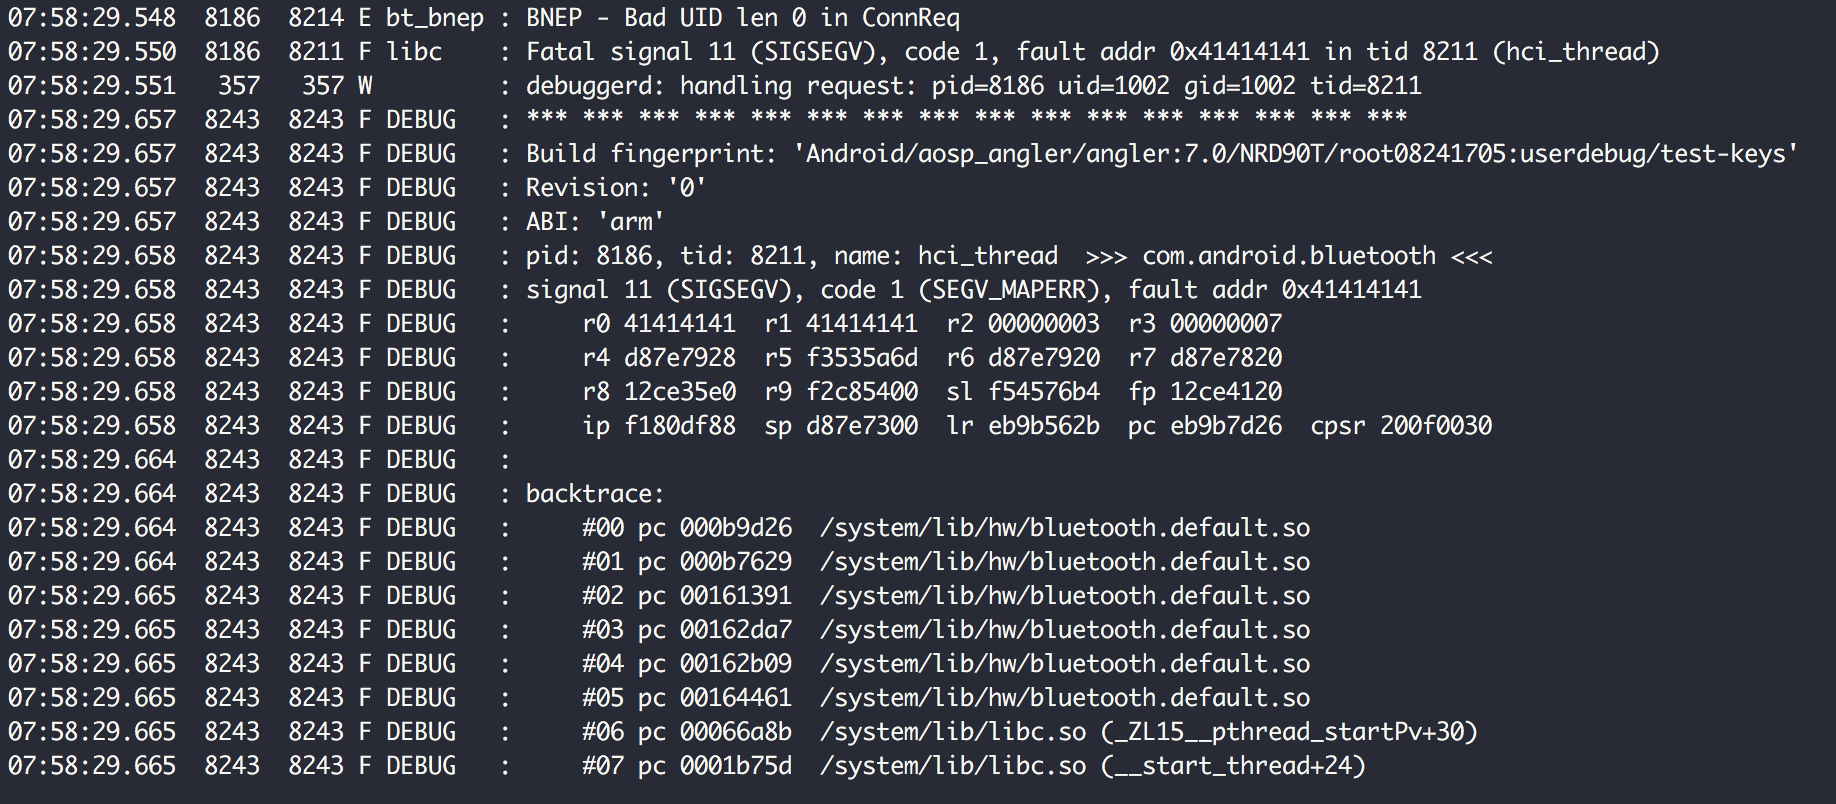 07:58:29.548  8186  8214 E bt_bnep : BNEP - Bad UID len 0 in ConnReq
07:58:29.550  8186  8211 F libc    : Fatal signal 11 (SIGSEGV), code 1, fault addr 0x41414141 in tid 8211 (hci_thread)
07:58:29.551   357   357 W         : debuggerd: handling request: pid=8186 uid=1002 gid=1002 tid=8211
07:58:29.657  8243  8243 F DEBUG   : *** *** *** *** *** *** *** *** *** *** *** *** *** *** *** ***
07:58:29.657  8243  8243 F DEBUG   : Build fingerprint: 'Android/aosp_angler/angler:7.0/NRD90T/root08241705:userdebug/test-keys'
07:58:29.657  8243  8243 F DEBUG   : Revision: '0'
07:58:29.657  8243  8243 F DEBUG   : ABI: 'arm'
07:58:29.658  8243  8243 F DEBUG   : pid: 8186, tid: 8211, name: hci_thread  >>> com.android.bluetooth <<<
07:58:29.658  8243  8243 F DEBUG   : signal 11 (SIGSEGV), code 1 (SEGV_MAPERR), fault addr 0x41414141
07:58:29.658  8243  8243 F DEBUG   :     r0 41414141  r1 41414141  r2 00000003  r3 00000007
07:58:29.658  8243  8243 F DEBUG   :     r4 d87e7928  r5 f3535a6d  r6 d87e7920  r7 d87e7820
07:58:29.658  8243  8243 F DEBUG   :     r8 12ce35e0  r9 f2c85400  sl f54576b4  fp 12ce4120
07:58:29.658  8243  8243 F DEBUG   :     ip f180df88  sp d87e7300  lr eb9b562b  pc eb9b7d26  cpsr 200f0030
07:58:29.664  8243  8243 F DEBUG   :
07:58:29.664  8243  8243 F DEBUG   : backtrace:
07:58:29.664  8243  8243 F DEBUG   :     #00 pc 000b9d26  /system/lib/hw/bluetooth.default.so
07:58:29.664  8243  8243 F DEBUG   :     #01 pc 000b7629  /system/lib/hw/bluetooth.default.so
07:58:29.665  8243  8243 F DEBUG   :     #02 pc 00161391  /system/lib/hw/bluetooth.default.so
07:58:29.665  8243  8243 F DEBUG   :     #03 pc 00162da7  /system/lib/hw/bluetooth.default.so
07:58:29.665  8243  8243 F DEBUG   :     #04 pc 00162b09  /system/lib/hw/bluetooth.default.so
07:58:29.665  8243  8243 F DEBUG   :     #05 pc 00164461  /system/lib/hw/bluetooth.default.so
07:58:29.665  8243  8243 F DEBUG   :     #06 pc 00066a8b  /system/lib/libc.so (_ZL15__pthread_startPv+30)
07:58:29.665  8243  8243 F DEBUG   :     #07 pc 0001b75d  /system/lib/libc.so (__start_thread+24)